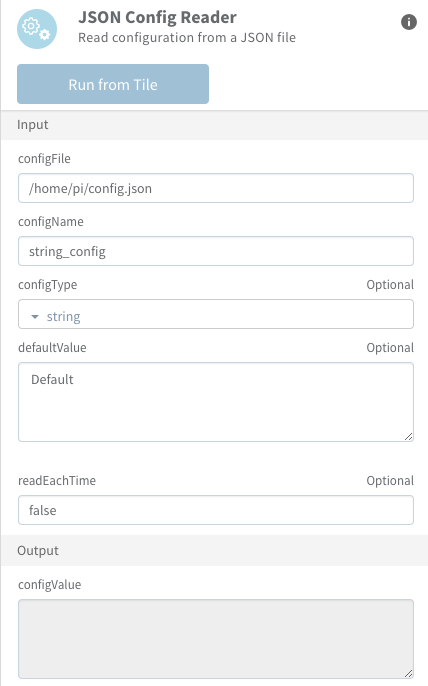 JSON Config Reader
Read configuration from a JSON file
Run from Tile
Input
configFile
/home/pi/config.json
configName
string_config
configType Optional
string
defaultValue Optional
Default
readEachTime Optional
false
Output
configValue